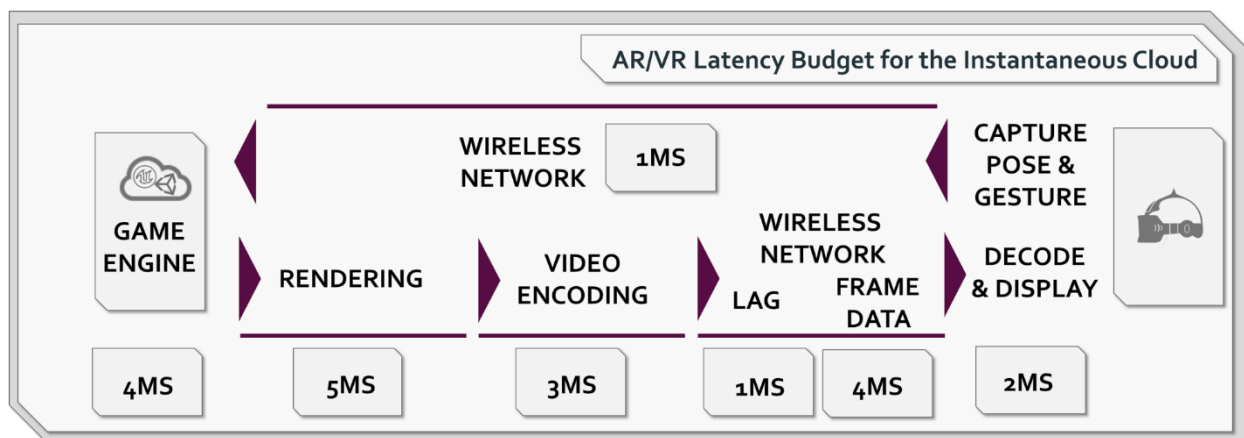 AR/VR Latency Budget for the Instantaneous Cloud
WIRELESS
NETWORK
1MS
CAPTURE
POSE &
GESTURE
GAME
ENGINE
RENDERING
VIDEO
ENCODING
WIRELESS
NETWORK
LAG
FRAME
DATA
DECODE
& DISPLAY
4MS
5MS
3MS
1MS
4MS
2MS